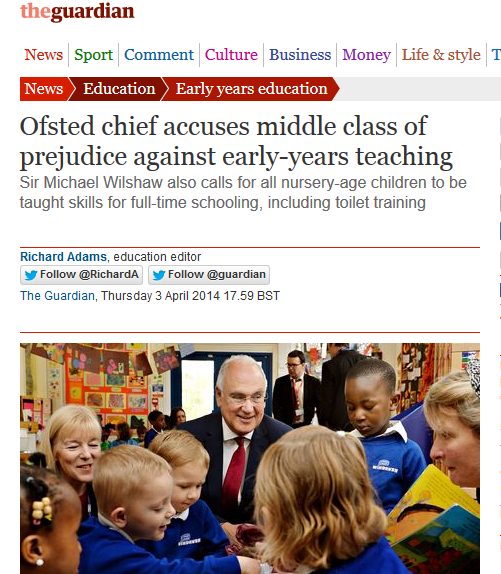 theguardian
News Sport Comment Culture Business Money Life & style
News Education Early years education
Ofsted chief accuses middle class of
prejudice against early-years teaching
Sir Michael Wilshaw also calls for all nursery-age children to be
taught skills for full-time schooling, including toilet training
Richard Adams, education editor
Follow @RichardA Follow @guardian
The Guardian, Thursday 3 April 2014 17.59 BST